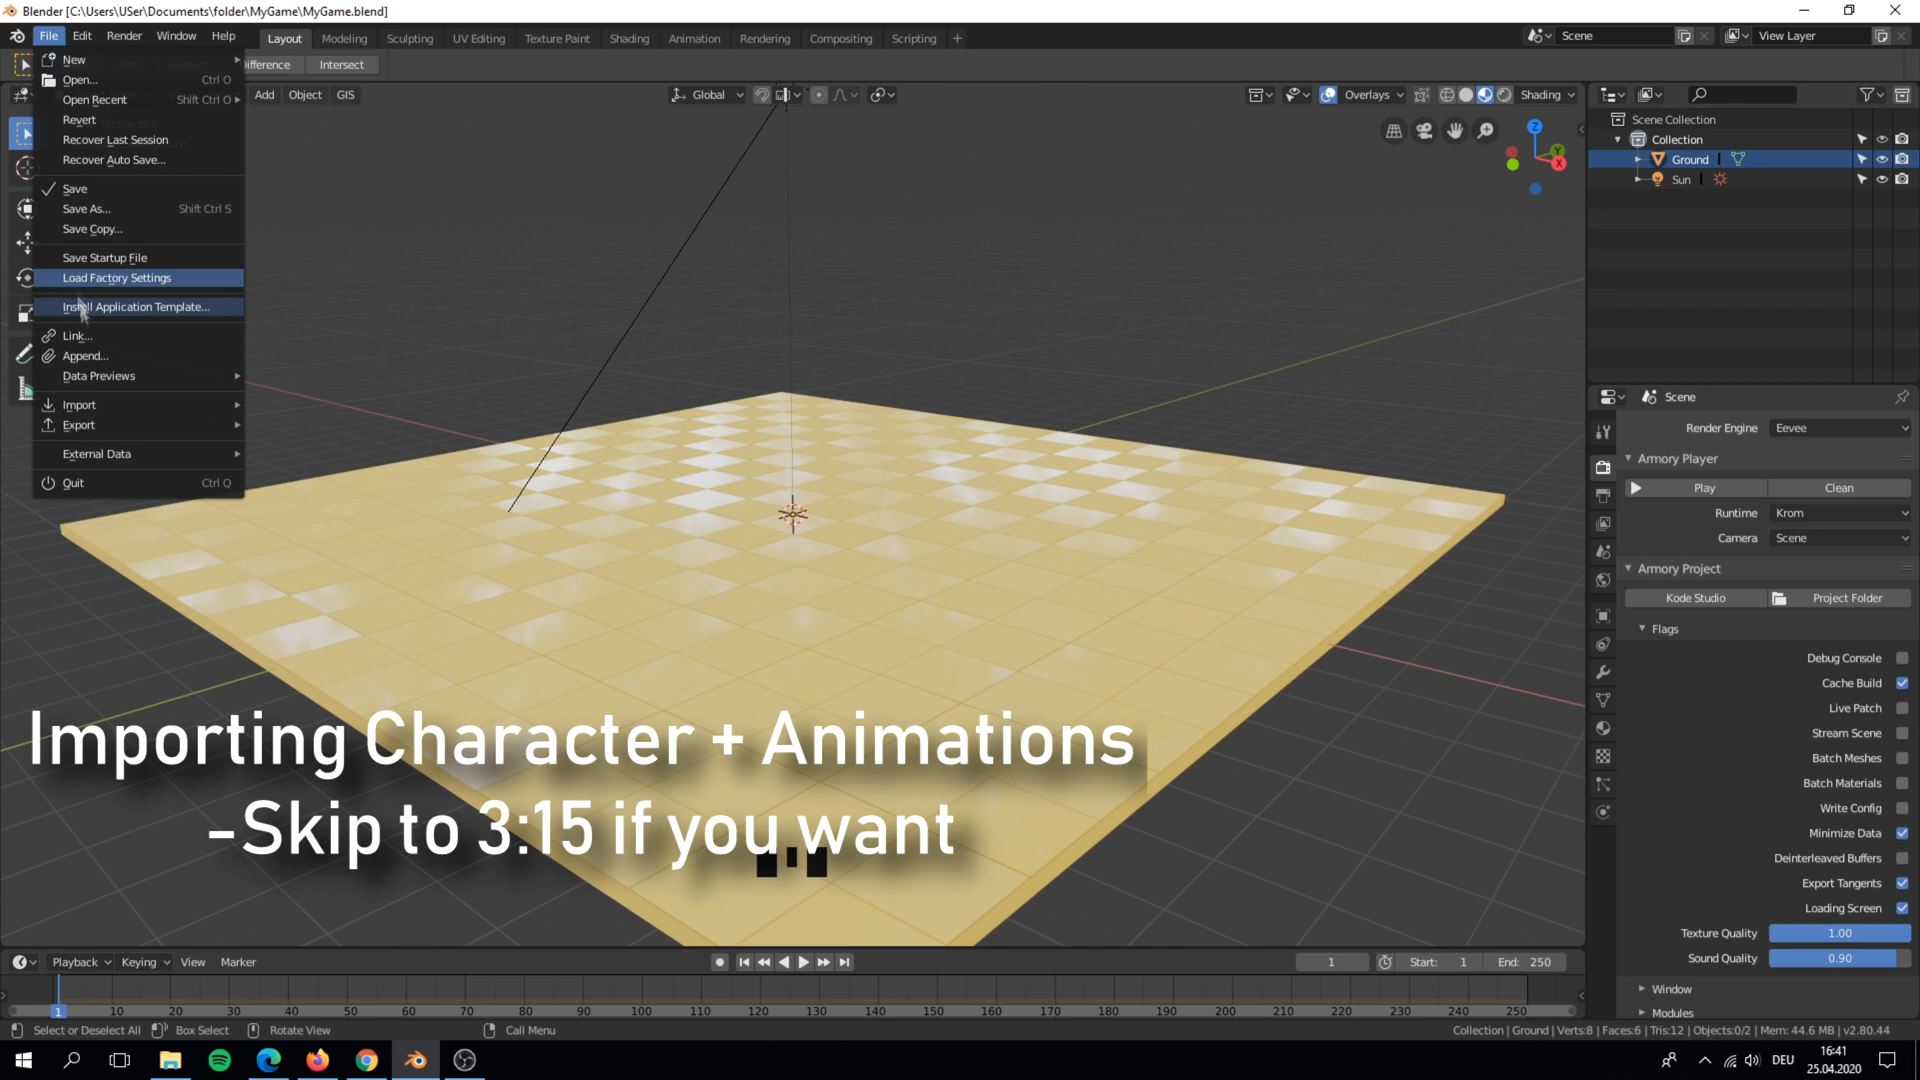 Blender [C:\Users\USer\Documents\folder\MyGame\MyGame.blend]
File Edit Render Window Help
Layout Modeling Sculpting UV Editing Texture Paint Shading Animation Rendering Compositing Scripting +
Scene
View Layer
Difference Intersect
New
Open... Ctrl O
Open Recent Shift Ctrl O
Revert
Recover Last Session
Recover Auto Save...
Save
Save As... Shift Ctrl S
Save Copy...
Save Startup File
Load Factory Settings
Install Application Template...
Link...
Append...
Data Previews
Import
Export
External Data
Quit Ctrl Q
Add Object GIS
Global
Overlays
Shading
Z
Y
X
Scene Collection
Collection
Ground
Sun
Scene
Render Engine Eevee
Armory Player
Play Clean
Runtime Krom
Camera Scene
Armory Project
Kode Studio Project Folder
Flags
Debug Console
Cache Build
Live Patch
Stream Scene
Batch Meshes
Batch Materials
Write Config
Minimize Data
Deinterleaved Buffers
Export Tangents
Loading Screen
Texture Quality 1.00
Sound Quality 0.90
Window
Modules
Importing Character + Animations
-Skip to 3:15 if you want
Playback Keying View Marker
1 Start: 1 End: 250
1 10 20 30 40 50 60 70 80 90 100 110 120 130 140 150 160 170 180 190 200 210 220 230 240 250
Select or Deselect All Box Select Rotate View Call Menu
Collection | Ground | Verts:8 | Faces:6 | Tris:12 | Objects:0/2 | Mem: 44.6 MB | v2.80.44
DEU
16:41
25.04.2020